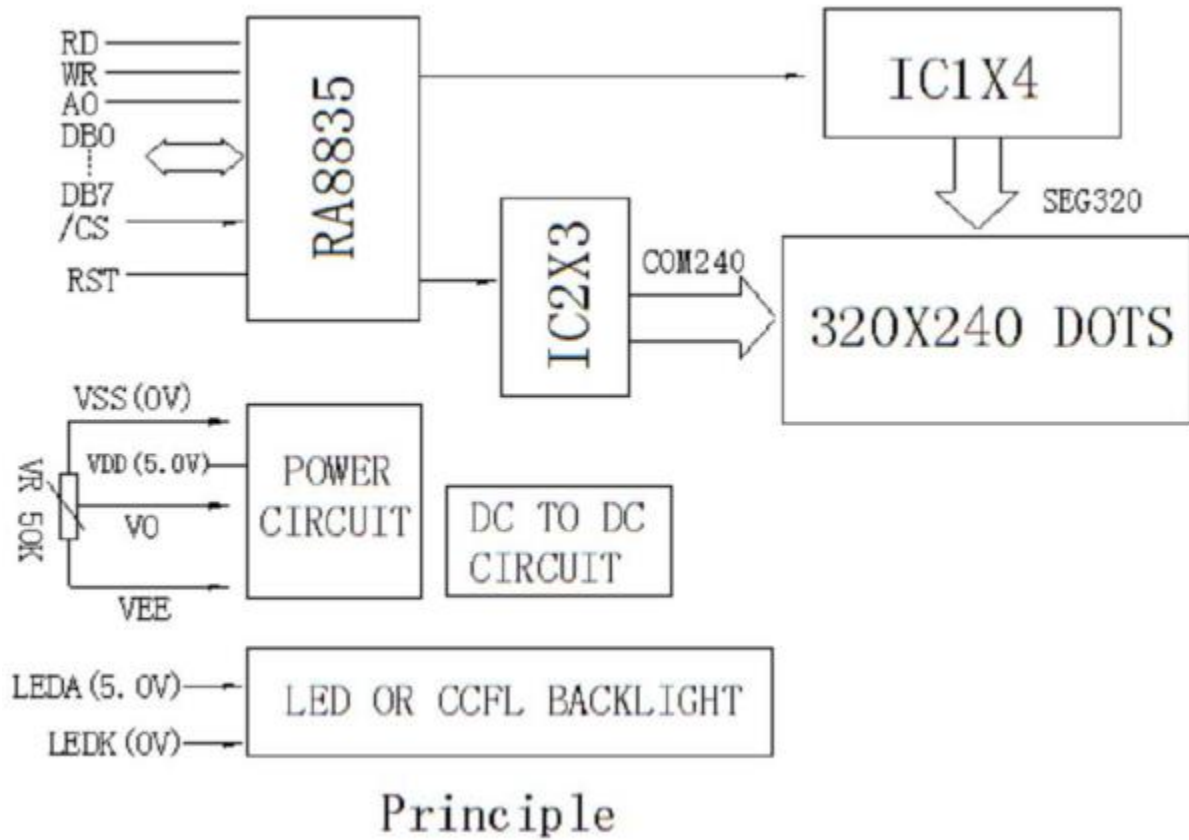 RD
WR
A0
DB0
DB7
/CS
RST
RA8835
IC1X4
SEG320
IC2X3
COM240
320X240 DOTS
VSS(0V)
VDD(5.0V)
VR 50K
V0
VEE
POWER
CIRCUIT
DC TO DC
CIRCUIT
LEDA(5.0V)
LEDK(0V)
LED OR CCFL BACKLIGHT
Principle